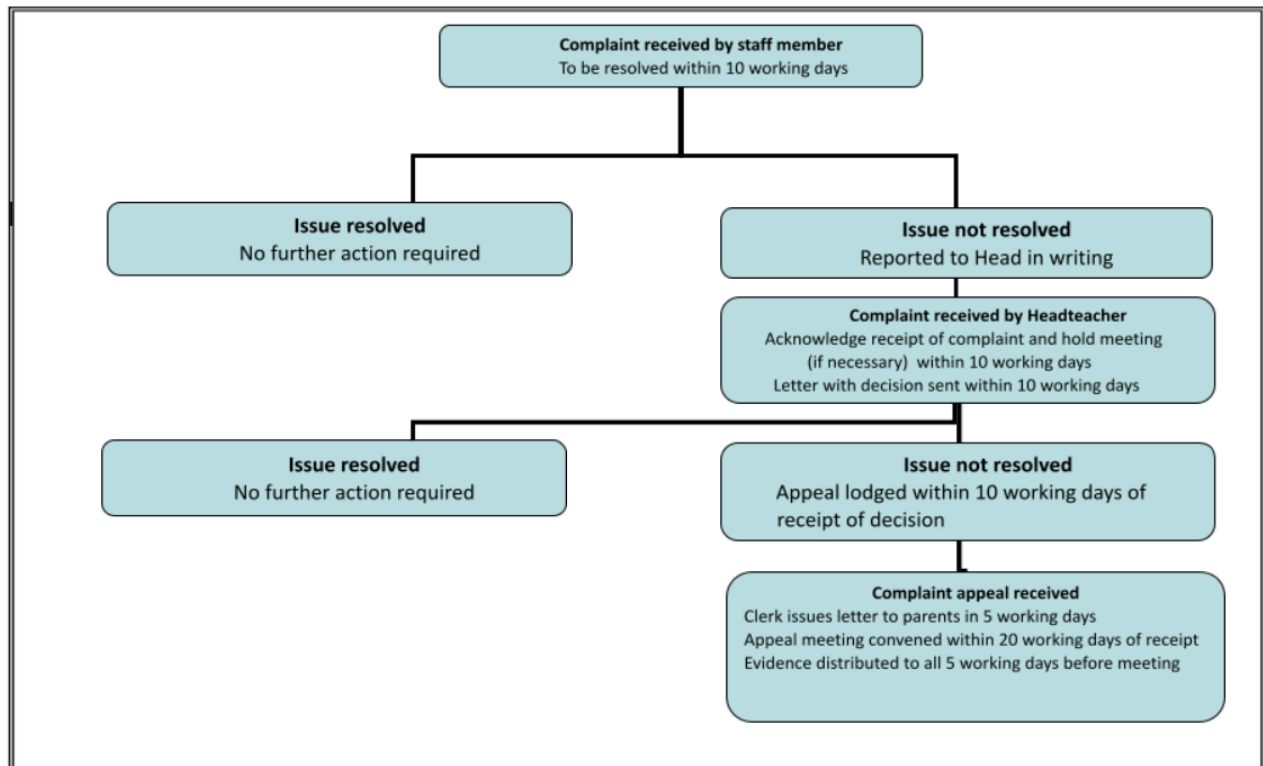 Complaint received by staff member
To be resolved within 10 working days
Issue resolved
No further action required
Issue not resolved
Reported to Head in writing
Complaint received by Headteacher
Acknowledge receipt of complaint and hold meeting
(if necessary) within 10 working days
Letter with decision sent within 10 working days
Issue resolved
No further action required
Issue not resolved
Appeal lodged within 10 working days of
receipt of decision
Complaint appeal received
Clerk issues letter to parents in 5 working days
Appeal meeting convened within 20 working days of receipt
Evidence distributed to all 5 working days before meeting